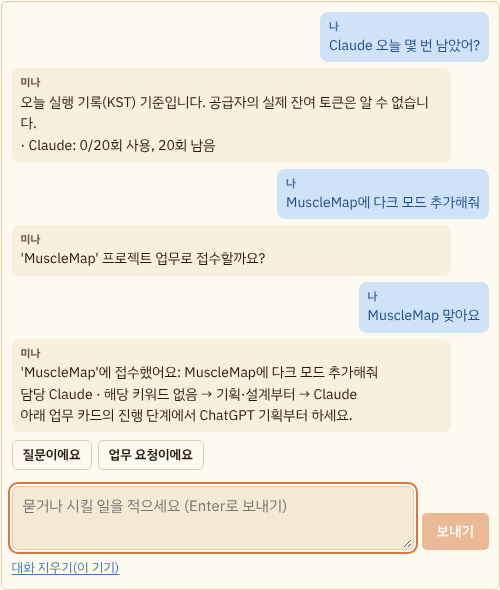 나
Claude 오늘 몇 번 남았어?
미나
오늘 실행 기록(KST) 기준입니다. 공급자의 실제 잔여 토큰은 알 수 없습니
다.
· Claude: 0/20회 사용, 20회 남음
나
MuscleMap에 다크 모드 추가해줘
미나
'MuscleMap' 프로젝트 업무로 접수할까요?
나
MuscleMap 맞아요
미나
'MuscleMap'에 접수했어요: MuscleMap에 다크 모드 추가해줘
담당 Claude · 해당 키워드 없음 → 기획·설계부터 → Claude
아래 업무 카드의 진행 단계에서 ChatGPT 기획부터 하세요.
질문이에요 업무 요청이에요
묻거나 시킬 일을 적으세요 (Enter로 보내기)
보내기
대화 지우기(이 기기)